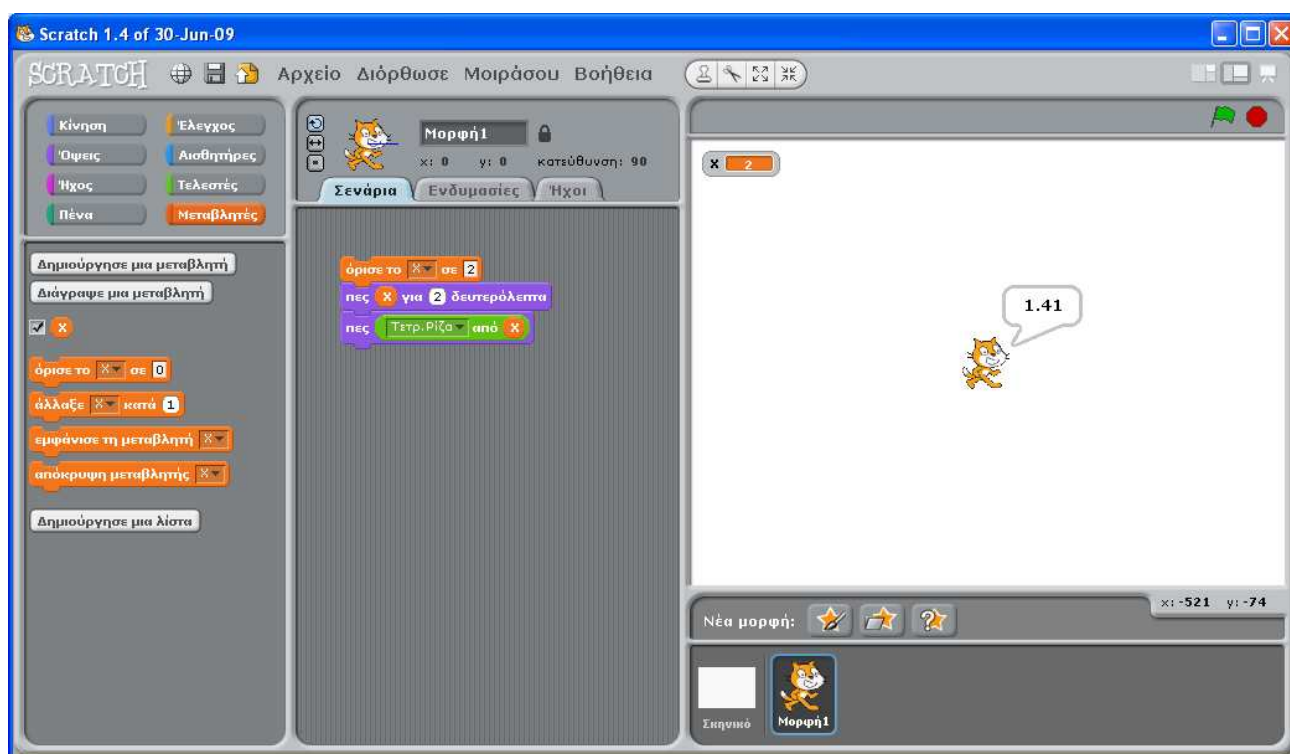 Scratch 1.4 of 30-Jun-09
SCRATCH Αρχείο Διόρθωσε Μοιράσου Βοήθεια
Κίνηση Έλεγχος
Όψεις Αισθητήρες
Ήχος Τελεστές
Πένα Μεταβλητές
Δημιούργησε μια μεταβλητή
Διάγραψε μια μεταβλητή
x
όρισε το x σε 0
άλλαξε x κατά 1
εμφάνισε τη μεταβλητή x
απόκρυψη μεταβλητής x
Δημιούργησε μια λίστα
Μορφή1
x: 0 y: 0 κατεύθυνση: 90
Σενάρια Ενδυμασίες Ήχοι
όρισε το x σε 2
πες x για 2 δευτερόλεπτα
πες Τετρ.Ρίζα από x
x 2
1.41
x: -521 y: -74
Νέα μορφή:
Σκηνικό Μορφή1